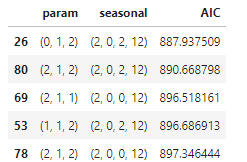 param seasonal AIC
26 (0, 1, 2) (2, 0, 2, 12) 887.937509
80 (2, 1, 2) (2, 0, 2, 12) 890.668798
69 (2, 1, 1) (2, 0, 0, 12) 896.518161
53 (1, 1, 2) (2, 0, 2, 12) 896.686913
78 (2, 1, 2) (2, 0, 0, 12) 897.346444